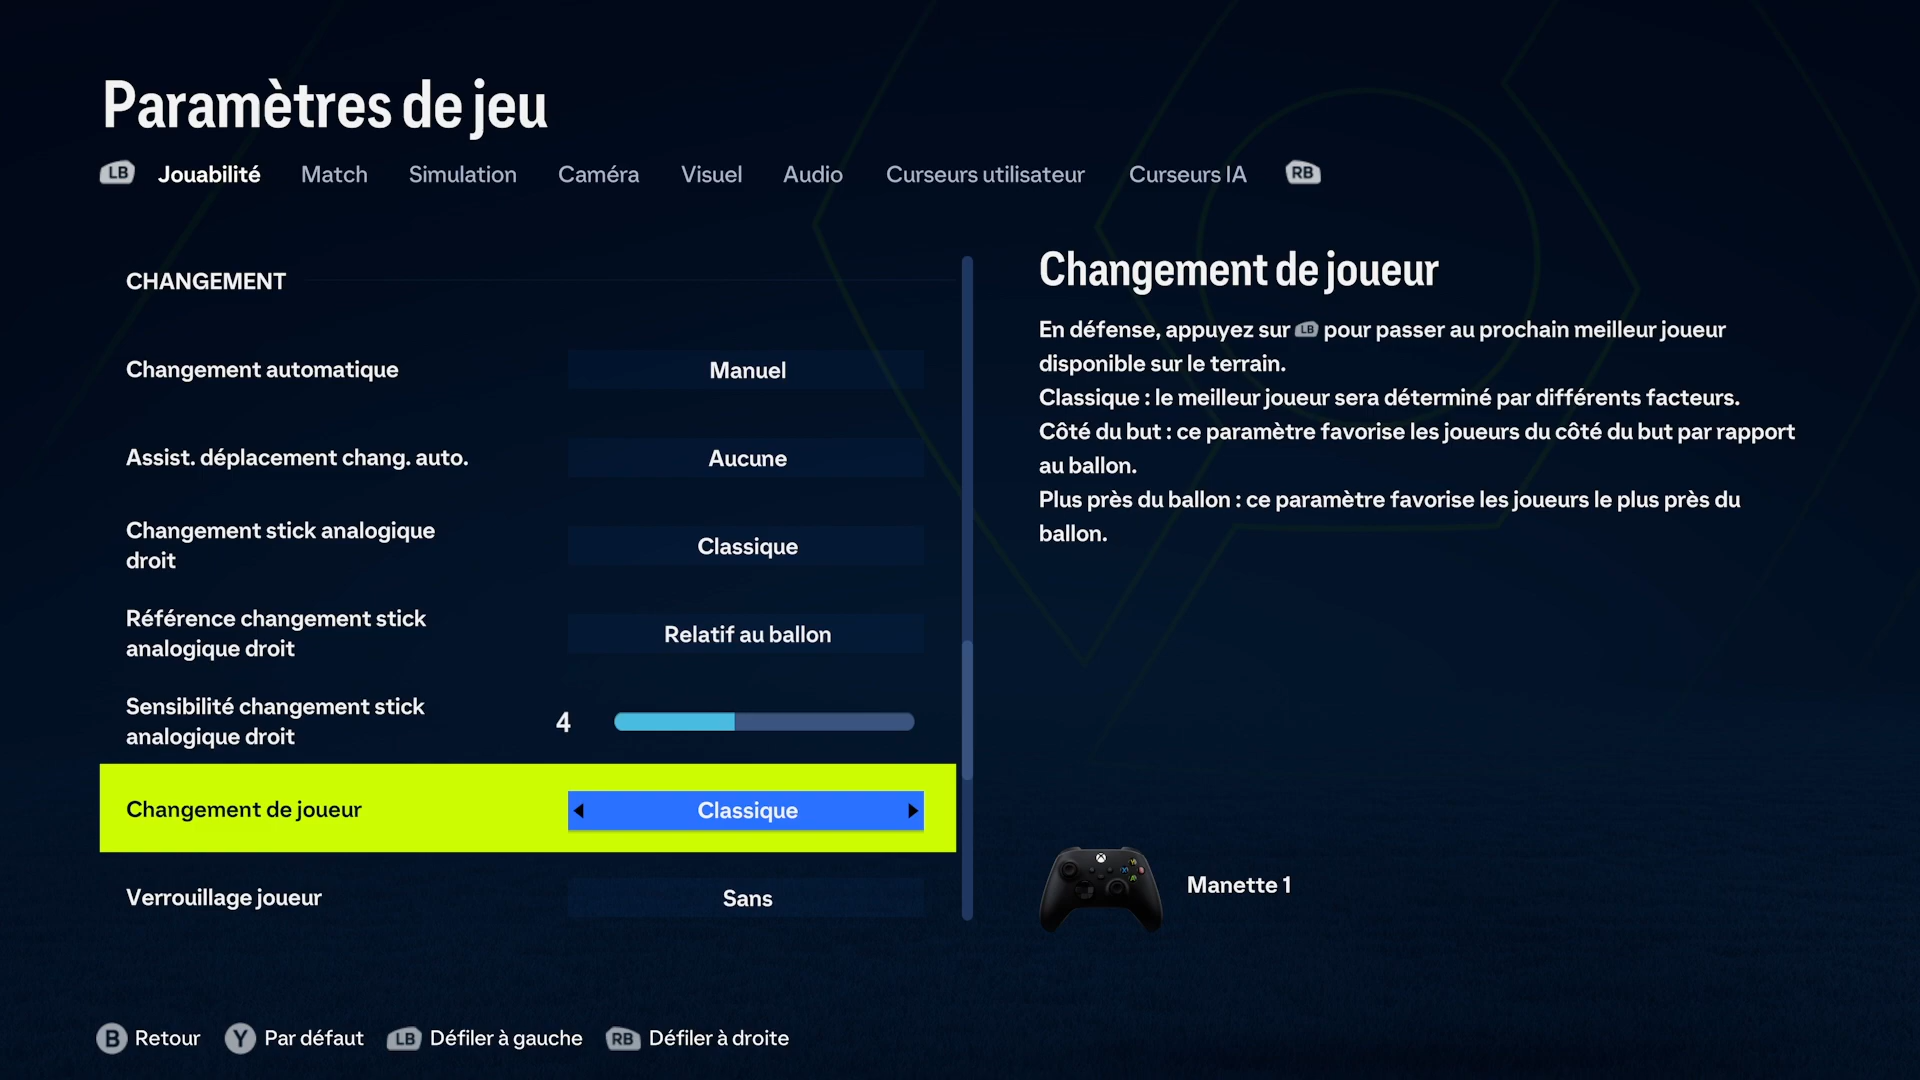 Paramètres de jeu
LB Jouabilité Match Simulation Caméra Visuel Audio Curseurs utilisateur Curseurs IA RB
CHANGEMENT
Changement automatique Manuel
Assist. déplacement chang. auto. Aucune
Changement stick analogique
droit
Classique
Référence changement stick
analogique droit
Relatif au ballon
Sensibilité changement stick
analogique droit
4
Changement de joueur Classique
Verrouillage joueur Sans
Changement de joueur
En défense, appuyez sur LB pour passer au prochain meilleur joueur
disponible sur le terrain.
Classique : le meilleur joueur sera déterminé par différents facteurs.
Côté du but : ce paramètre favorise les joueurs du côté du but par rapport
au ballon.
Plus près du ballon : ce paramètre favorise les joueurs le plus près du
ballon.
Manette 1
B Retour Y Par défaut LB Défiler à gauche RB Défiler à droite